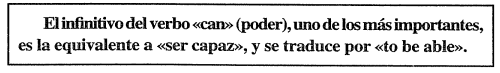 El infinitivo del verbo «can» (poder), uno de los más importantes,
es la equivalente a «ser capaz», y se traduce por «to be able».